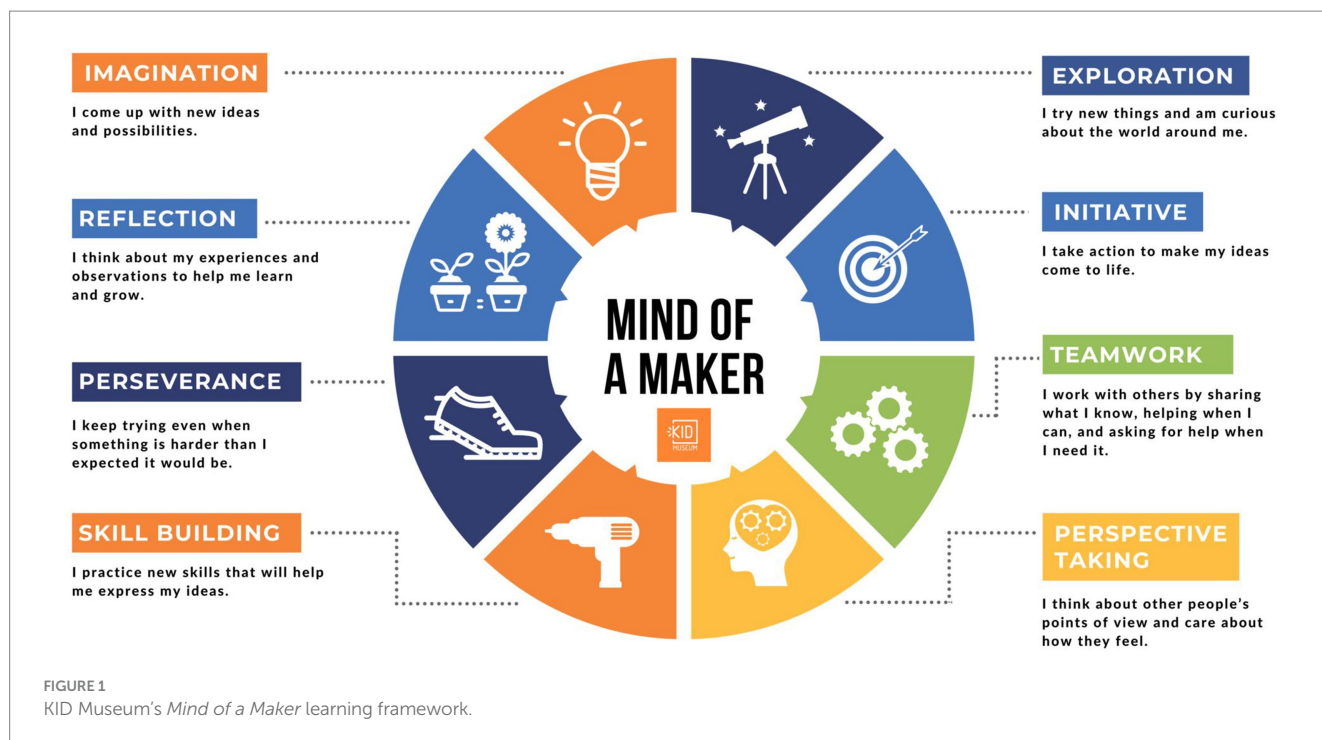 IMAGINATION
I come up with new ideas
and possibilities.
REFLECTION
I think about my experiences and
observations to help me learn
and grow.
PERSEVERANCE
I keep trying even when
something is harder than I
expected it would be.
SKILL BUILDING
I practice new skills that will help
me express my ideas.
MIND OF
A MAKER
KID
MUSEUM
EXPLORATION
I try new things and am curious
about the world around me.
INITIATIVE
I take action to make my ideas
come to life.
TEAMWORK
I work with others by sharing
what I know, helping when I
can, and asking for help when
I need it.
PERSPECTIVE
TAKING
I think about other people’s
points of view and care about
how they feel.
FIGURE 1
KID Museum's Mind of a Maker learning framework.